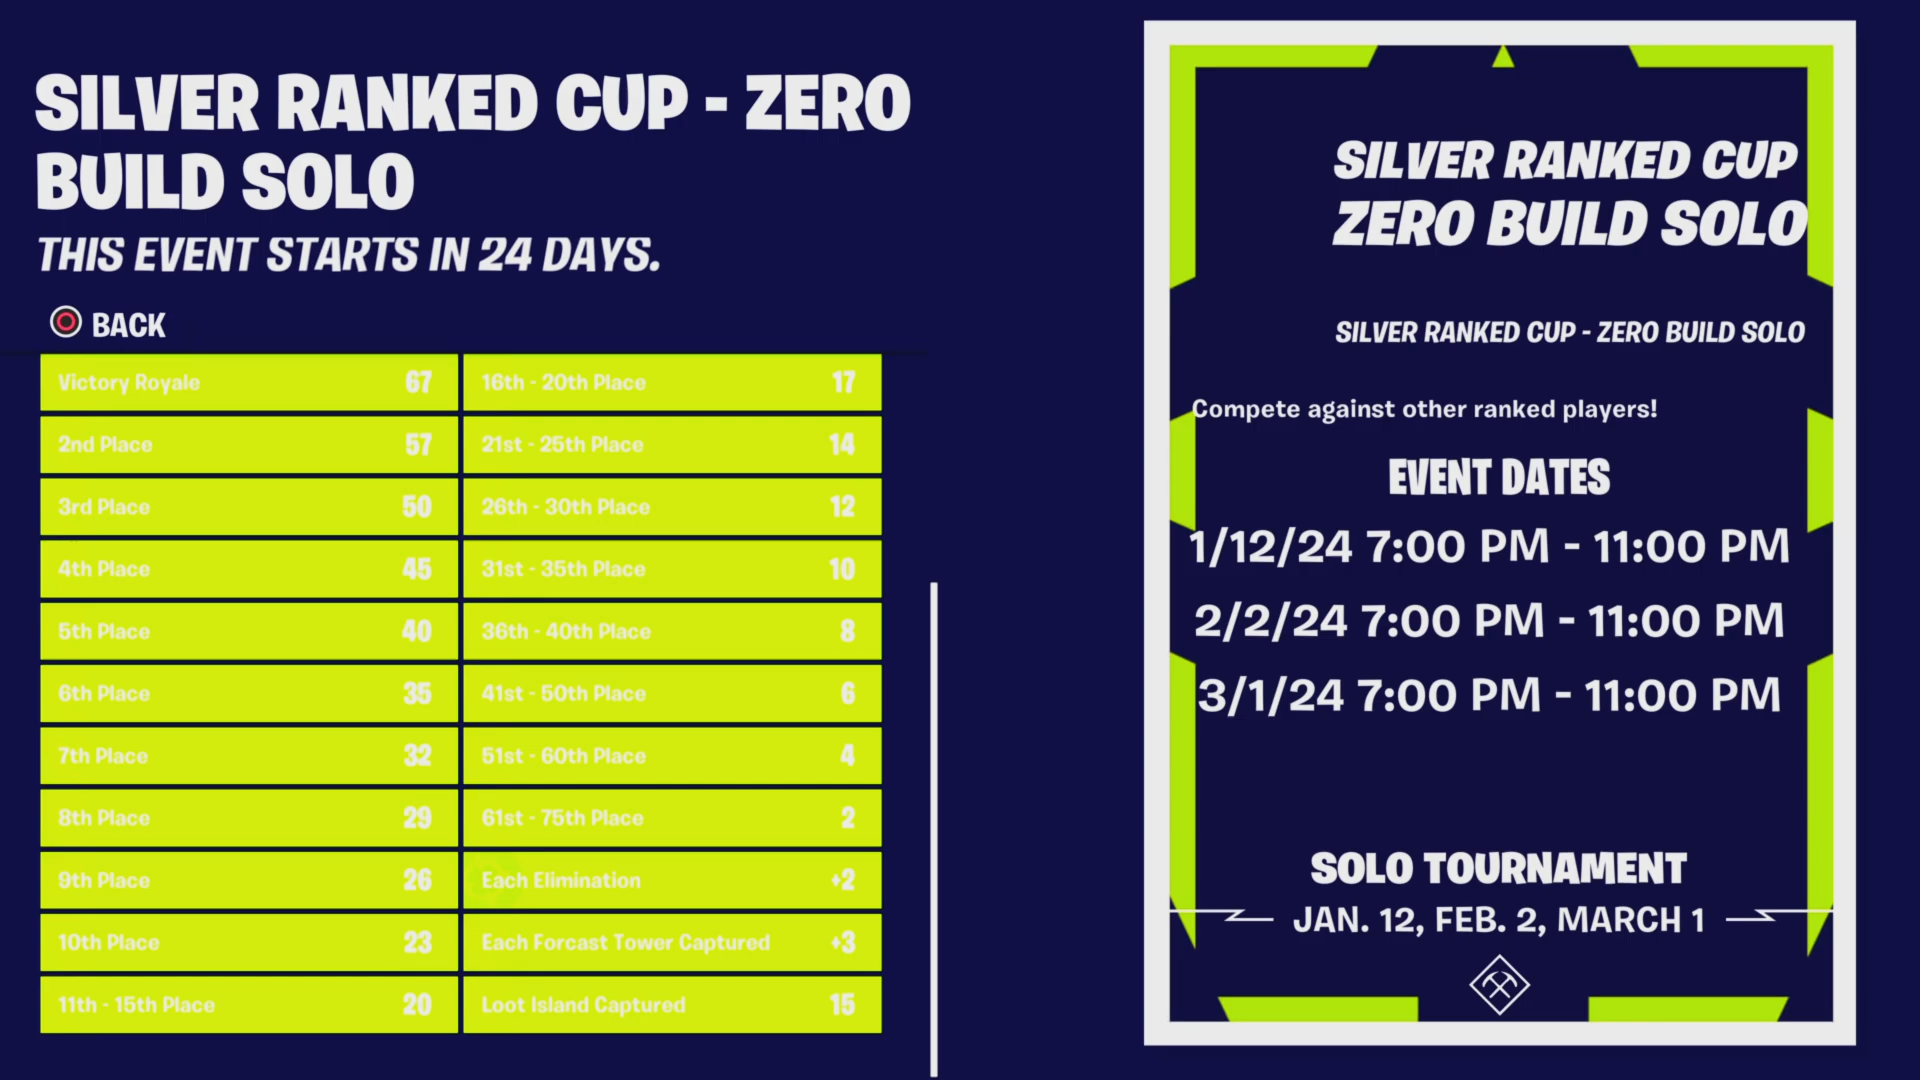 SILVER RANKED CUP - ZERO
BUILD SOLO
THIS EVENT STARTS IN 24 DAYS.
BACK
Victory Royale 67
2nd Place 57
3rd Place 50
4th Place 45
5th Place 40
6th Place 35
7th Place 32
8th Place 29
9th Place 26
10th Place 23
11th - 15th Place 20
16th - 20th Place 17
21st - 25th Place 14
26th - 30th Place 12
31st - 35th Place 10
36th - 40th Place 8
41st - 50th Place 6
51st - 60th Place 4
61st - 75th Place 2
Each Elimination +2
Each Forcast Tower Captured +3
Loot Island Captured 15
SILVER RANKED CUP
ZERO BUILD SOLO
SILVER RANKED CUP - ZERO BUILD SOLO
Compete against other ranked players!
EVENT DATES
1/12/24 7:00 PM - 11:00 PM
2/2/24 7:00 PM - 11:00 PM
3/1/24 7:00 PM - 11:00 PM
SOLO TOURNAMENT
JAN. 12, FEB. 2, MARCH 1